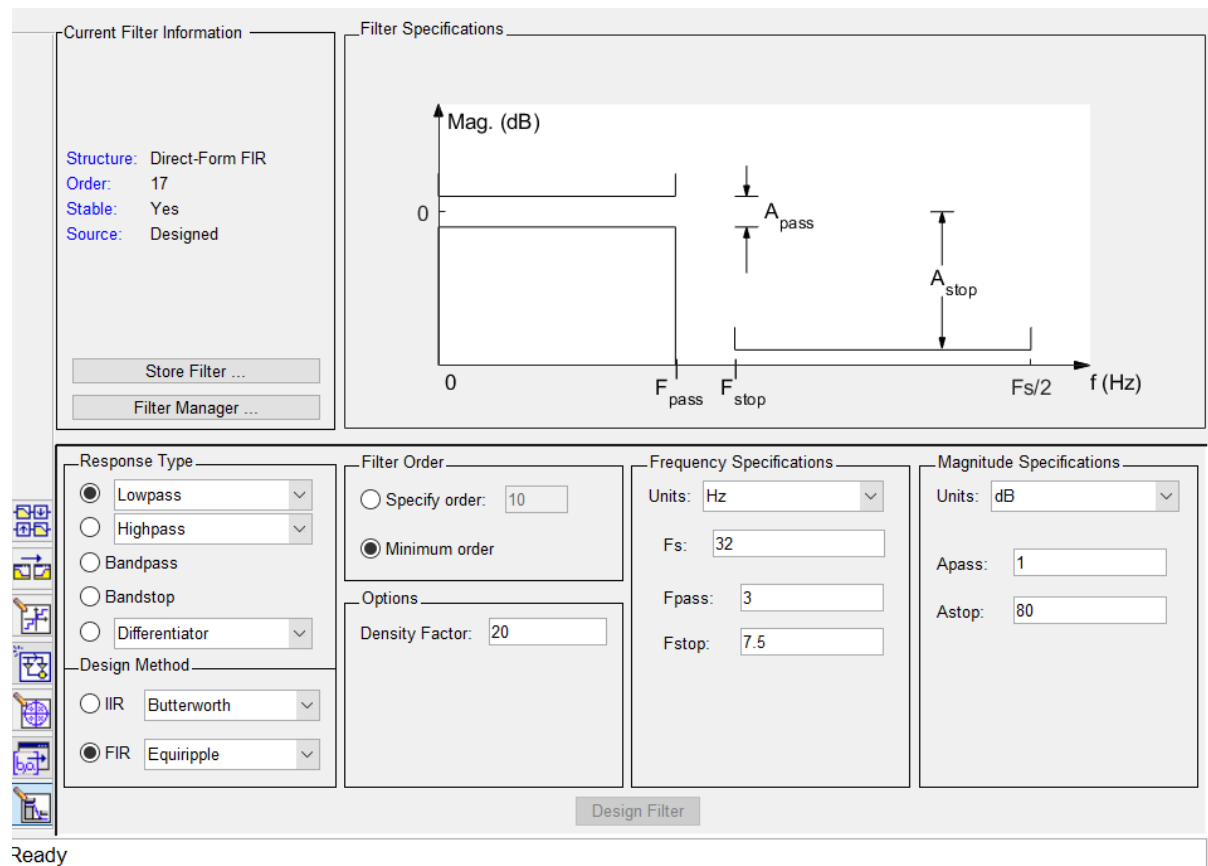 Current Filter Information
Structure: Direct-Form FIR
Order: 17
Stable: Yes
Source: Designed
Store Filter ...
Filter Manager ...
Filter Specifications
Mag. (dB)
0
A pass
A stop
0
F pass
F stop
Fs/2
f (Hz)
Response Type
Lowpass
Highpass
Bandpass
Bandstop
Differentiator
Design Method
IIR Butterworth
FIR Equiripple
Filter Order
Specify order: 10
Minimum order
Options
Density Factor: 20
Frequency Specifications
Units: Hz
Fs: 32
Fpass: 3
Fstop: 7.5
Magnitude Specifications
Units: dB
Apass: 1
Astop: 80
Design Filter
Ready